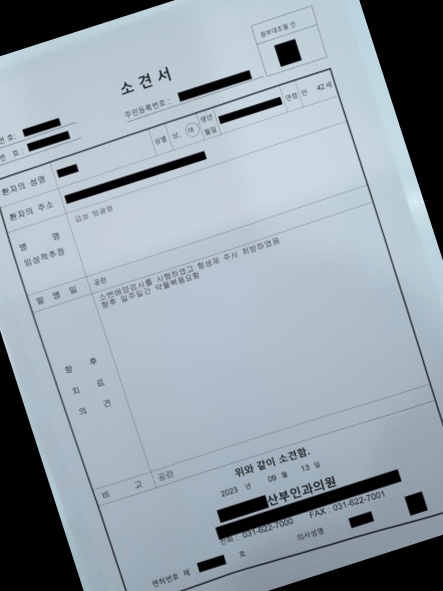 원부대조필 인
소 견 서
번 호:
주민등록번호 :
번 호 :
환자의 성명
성별 남, 여 생년월일 연령 만 42세
환자의 주소
병 명
임상적추정
급성 방광염
발 병 일 공란
향 후
치 료
의 견
소변배양검사를 시행하였고 항생제 주사 처방하였음
향후 일주일간 약물복용요함
비 고 공란
위와 같이 소견함.
2023 년 09 월 13 일
산부인과의원
전화 : 031-622-7000 FAX : 031-622-7001
면허번호 제 호 의사성명